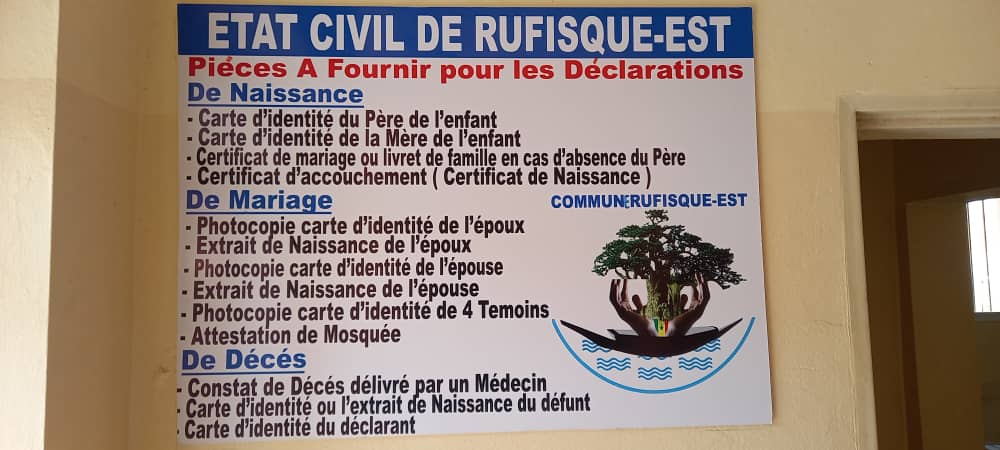 ETAT CIVIL DE RUFISQUE-EST
Piéces A Fournir pour les Déclarations
De Naissance
- Carte d'identité du Père de l'enfant
- Carte d'identité de la Mère de l'enfant
- Certificat de mariage ou livret de famille en cas d'absence du Père
- Certificat d'accouchement ( Certificat de Naissance )
De Mariage
- Photocopie carte d'identité de l'époux
- Extrait de Naissance de l'époux
- Photocopie carte d'identité de l'épouse
- Extrait de Naissance de l'épouse
- Photocopie carte d'identité de 4 Temoins
- Attestation de Mosquée
COMMUNERUFISQUE-EST
De Décés
- Constat de Décés délivré par un Médecin
- Carte d'identité ou l'extrait de Naissance du défunt
- Carte d'identité du déclarant